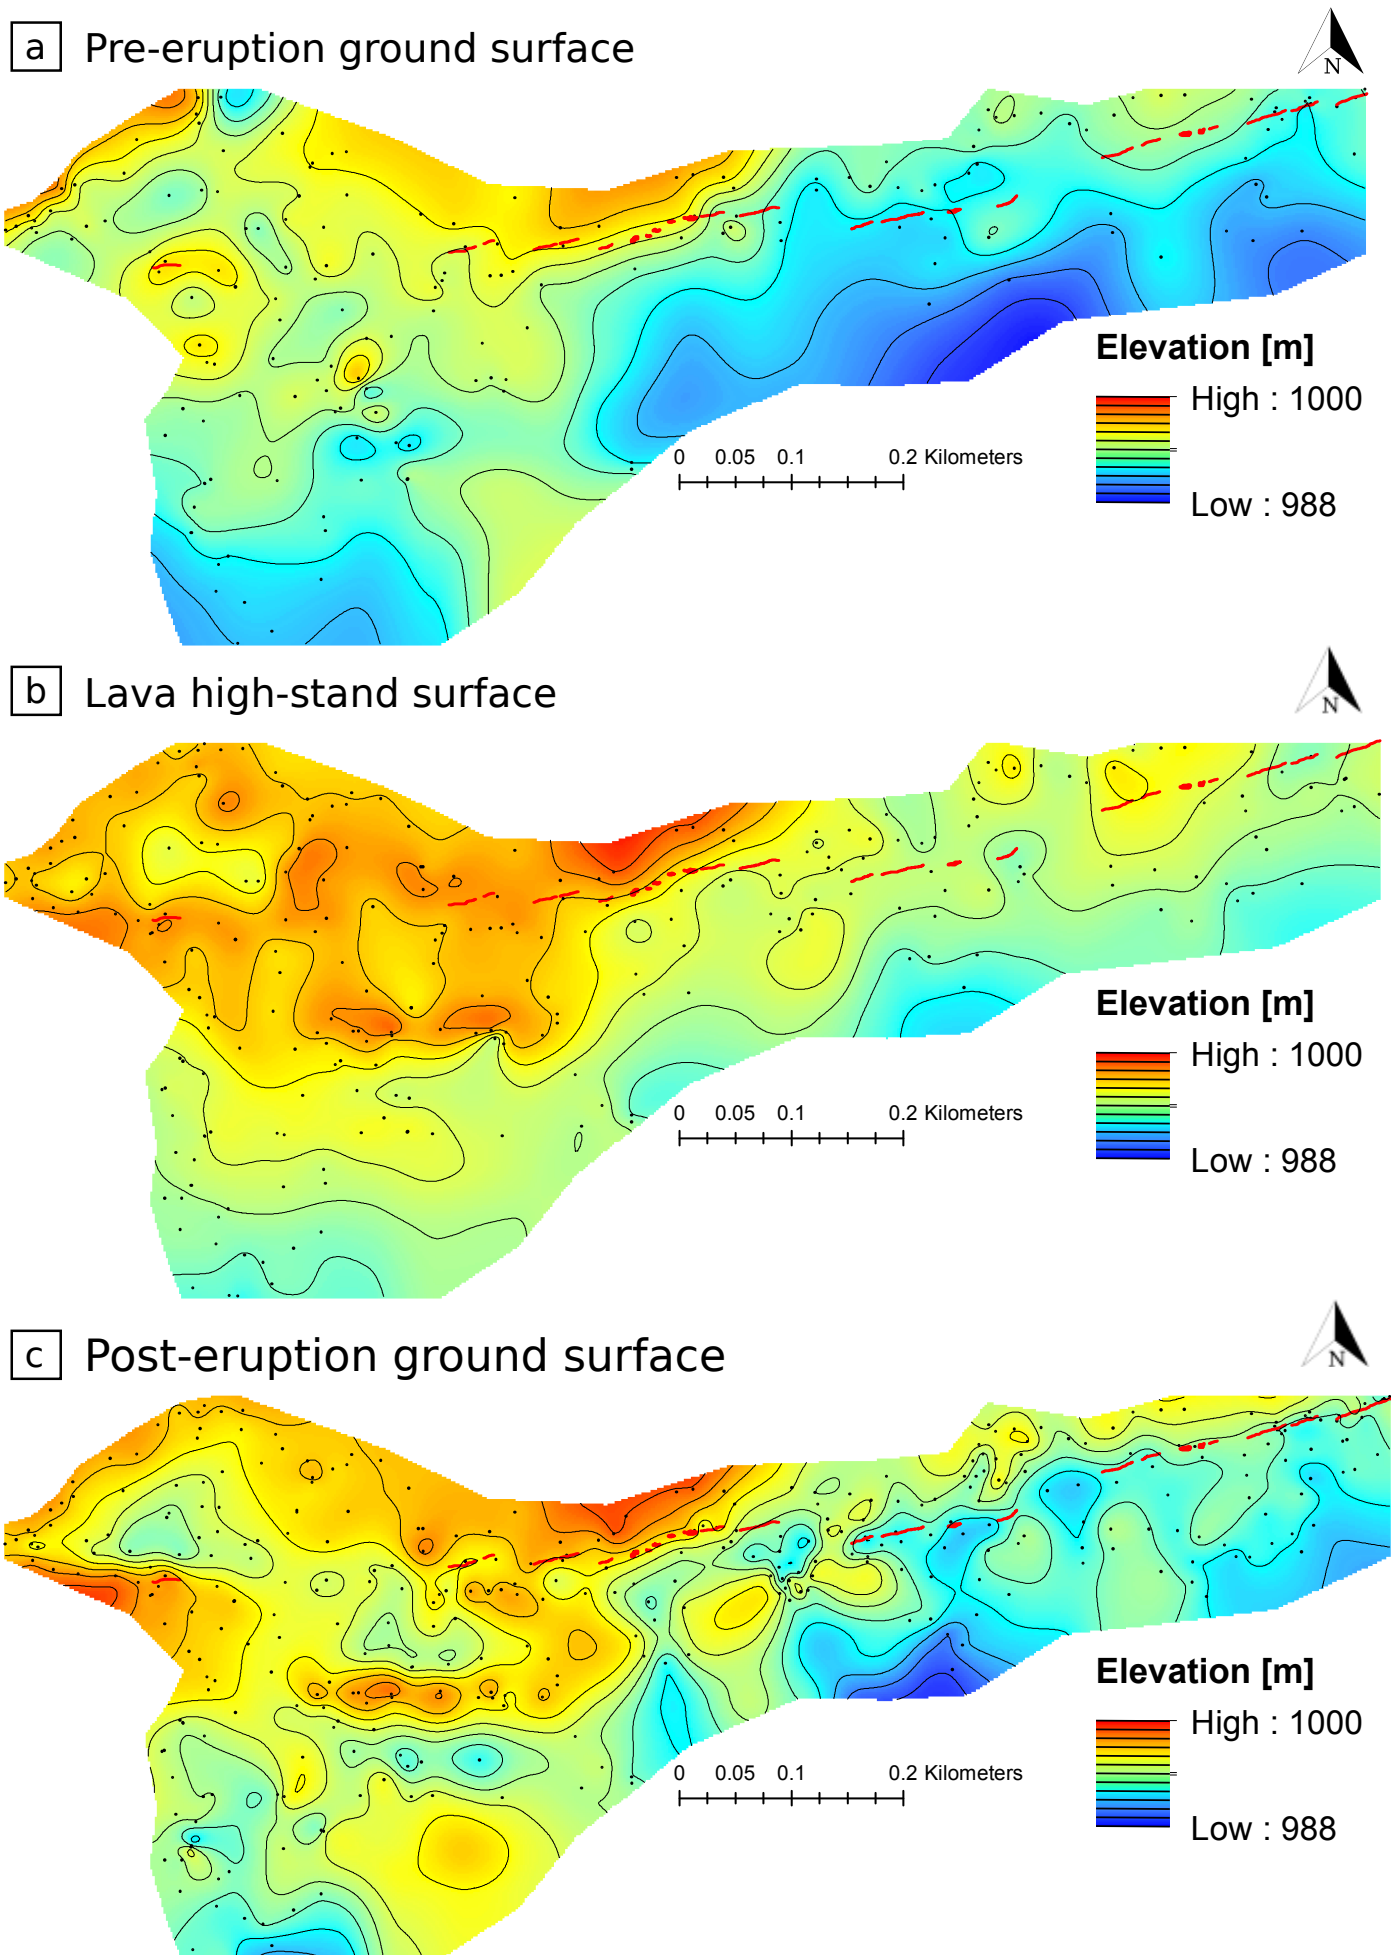 a Pre-eruption ground surface
N
Elevation [m]
High : 1000
Low : 988
0 0.05 0.1 0.2 Kilometers
b Lava high-stand surface
N
Elevation [m]
High : 1000
Low : 988
0 0.05 0.1 0.2 Kilometers
c Post-eruption ground surface
N
Elevation [m]
High : 1000
Low : 988
0 0.05 0.1 0.2 Kilometers